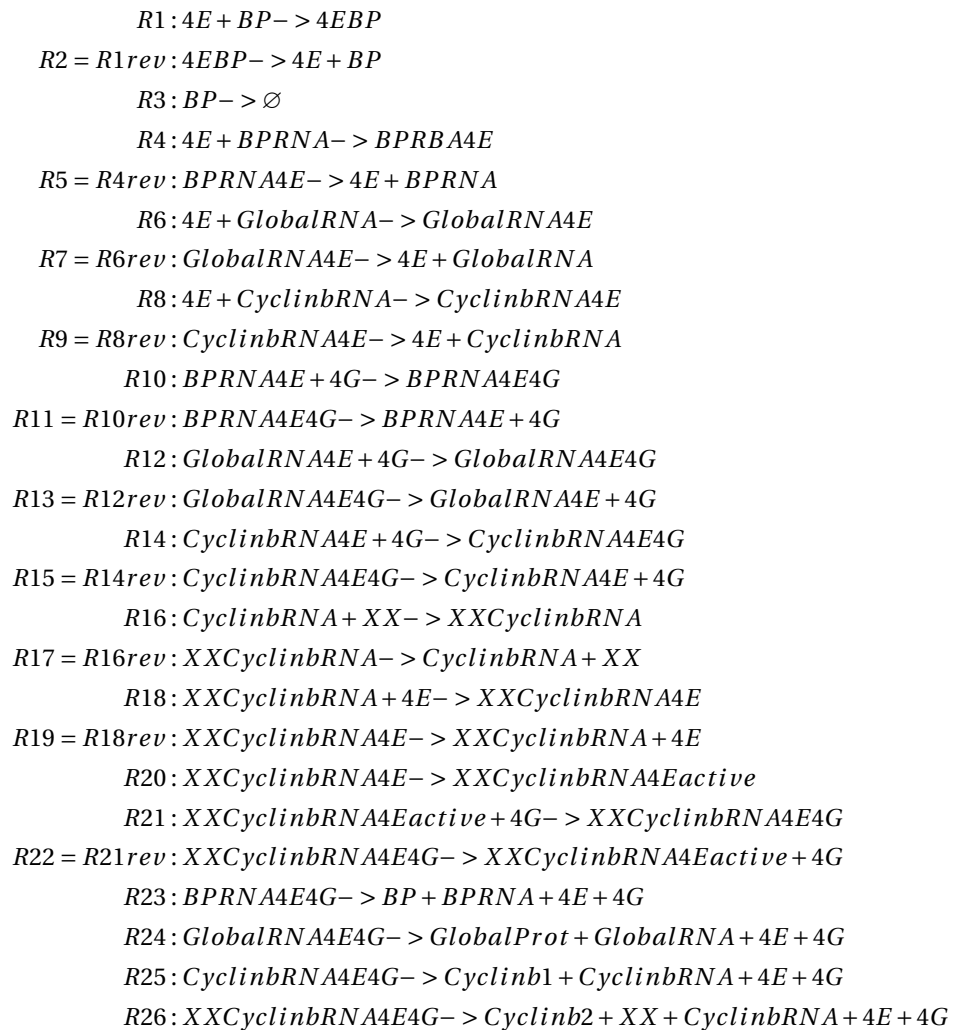 R1 : 4E + BP− > 4EBP
R2 = R1rev : 4EBP− > 4E + BP
R3 : BP− > ∅
R4 : 4E + BPRNA− > BPRBA4E
R5 = R4rev : BPRNA4E− > 4E + BPRNA
R6 : 4E + GlobalRNA− > GlobalRNA4E
R7 = R6rev : GlobalRNA4E− > 4E + GlobalRNA
R8 : 4E + CyclinbRNA− > CyclinbRNA4E
R9 = R8rev : CyclinbRNA4E− > 4E + CyclinbRNA
R10 : BPRNA4E + 4G− > BPRNA4E4G
R11 = R10rev : BPRNA4E4G− > BPRNA4E + 4G
R12 : GlobalRNA4E + 4G− > GlobalRNA4E4G
R13 = R12rev : GlobalRNA4E4G− > GlobalRNA4E + 4G
R14 : CyclinbRNA4E + 4G− > CyclinbRNA4E4G
R15 = R14rev : CyclinbRNA4E4G− > CyclinbRNA4E + 4G
R16 : CyclinbRNA + XX− > XXCyclinbRNA
R17 = R16rev : XXCyclinbRNA− > CyclinbRNA + XX
R18 : XXCyclinbRNA + 4E− > XXCyclinbRNA4E
R19 = R18rev : XXCyclinbRNA4E− > XXCyclinbRNA + 4E
R20 : XXCyclinbRNA4E− > XXCyclinbRNA4Eactive
R21 : XXCyclinbRNA4Eactive + 4G− > XXCyclinbRNA4E4G
R22 = R21rev : XXCyclinbRNA4E4G− > XXCyclinbRNA4Eactive + 4G
R23 : BPRNA4E4G− > BP + BPRNA + 4E + 4G
R24 : GlobalRNA4E4G− > GlobalProt + GlobalRNA + 4E + 4G
R25 : CyclinbRNA4E4G− > Cyclinb1 + CyclinbRNA + 4E + 4G
R26 : XXCyclinbRNA4E4G− > Cyclinb2 + XX + CyclinbRNA + 4E + 4G